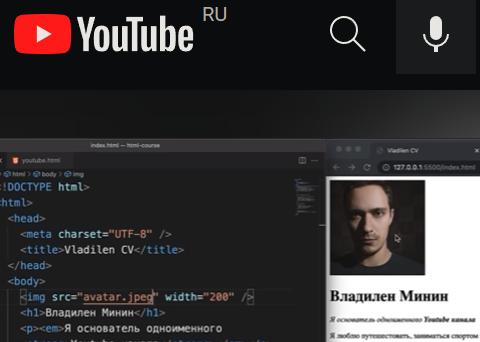 YouTube RU
index.html — html-course
youtube.html
html > body > img
!DOCTYPE html>
html>
<head>
<meta charset="UTF-8" />
<title>Vladilen CV</title>
</head>
<body>
<img src="avatar.jpeg" width="200" />
<h1>Владилен Минин</h1>
<p><em>Я основатель одноименного
Vladilen CV
127.0.0.1:5500/index.html
Владилен Минин
Я основатель одноименного Youtube канала
Я люблю путешествовать, заниматься спортом